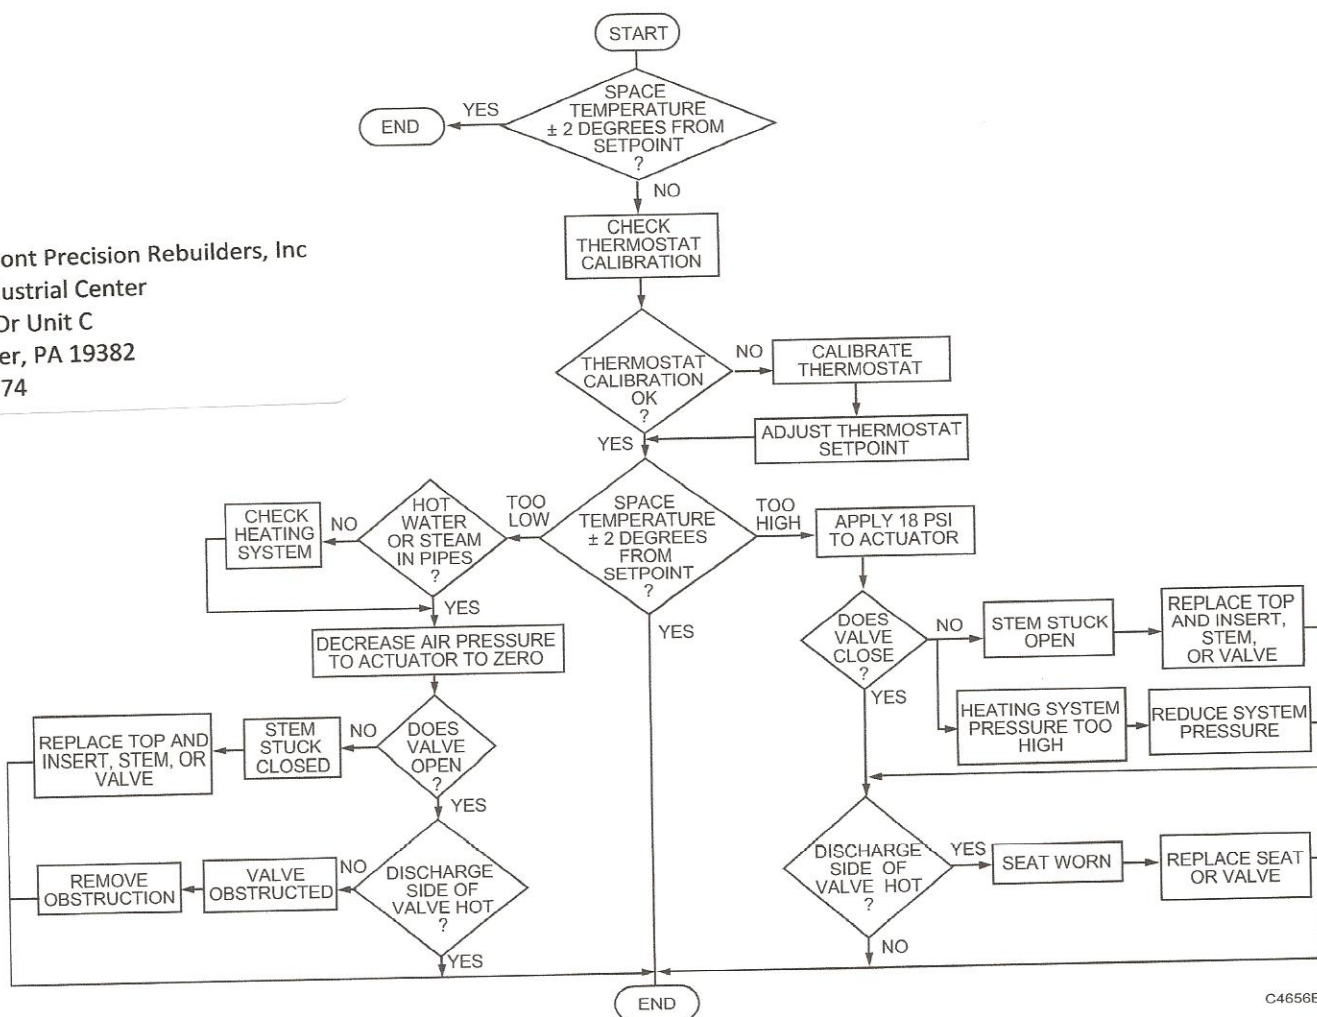 START
SPACE
TEMPERATURE
± 2 DEGREES FROM
SETPOINT
?
YES
END
NO
CHECK
THERMOSTAT
CALIBRATION
ont Precision Rebuilders, Inc
ustrial Center
Dr Unit C
er, PA 19382
74
THERMOSTAT
CALIBRATION
OK
?
NO
CALIBRATE
THERMOSTAT
ADJUST THERMOSTAT
SETPOINT
YES
SPACE
TEMPERATURE
± 2 DEGREES
FROM
SETPOINT
?
TOO
LOW
TOO
HIGH
YES
HOT
WATER
OR STEAM
IN PIPES
?
NO
CHECK
HEATING
SYSTEM
YES
DECREASE AIR PRESSURE
TO ACTUATOR TO ZERO
DOES
VALVE
OPEN
?
NO
STEM
STUCK
CLOSED
REPLACE TOP AND
INSERT, STEM, OR
VALVE
YES
DISCHARGE
SIDE OF
VALVE HOT
?
NO
VALVE
OBSTRUCTED
REMOVE
OBSTRUCTION
YES
APPLY 18 PSI
TO ACTUATOR
DOES
VALVE
CLOSE
?
NO
STEM STUCK
OPEN
REPLACE TOP
AND INSERT,
STEM,
OR VALVE
HEATING SYSTEM
PRESSURE TOO
HIGH
REDUCE SYSTEM
PRESSURE
YES
DISCHARGE
SIDE OF
VALVE HOT
?
YES
SEAT WORN
REPLACE SEAT
OR VALVE
NO
END
C4656B